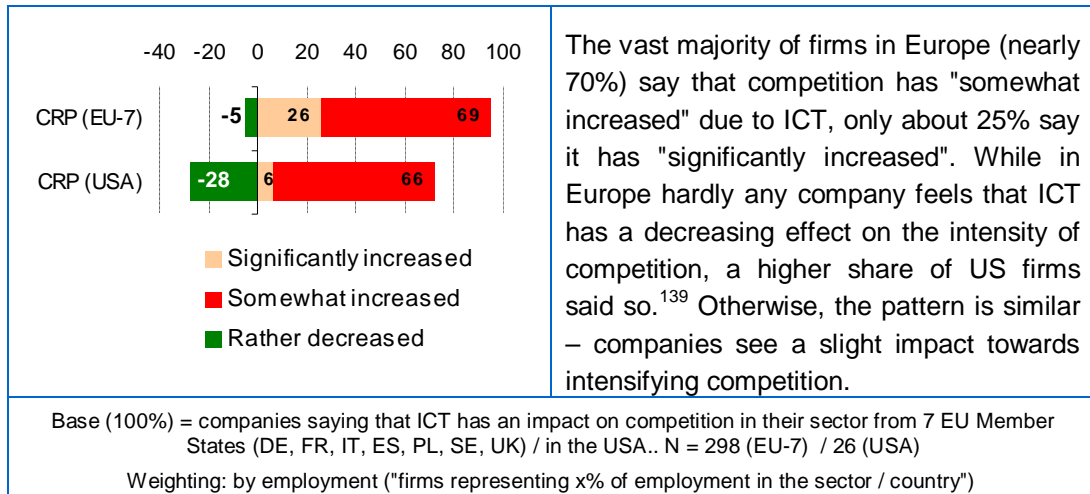 -40 -20 0 20 40 60 80 100
CRP (EU-7)
-5 26 69
CRP (USA)
-28 6 66
Significantly increased
Somewhat increased
Rather decreased
The vast majority of firms in Europe (nearly
70%) say that competition has "somewhat
increased" due to ICT, only about 25% say
it has "significantly increased". While in
Europe hardly any company feels that ICT
has a decreasing effect on the intensity of
competition, a higher share of US firms
said so.139 Otherwise, the pattern is similar
– companies see a slight impact towards
intensifying competition.
Base (100%) = companies saying that ICT has an impact on competition in their sector from 7 EU Member
States (DE, FR, IT, ES, PL, SE, UK) / in the USA.. N = 298 (EU-7) / 26 (USA)
Weighting: by employment ("firms representing x% of employment in the sector / country")